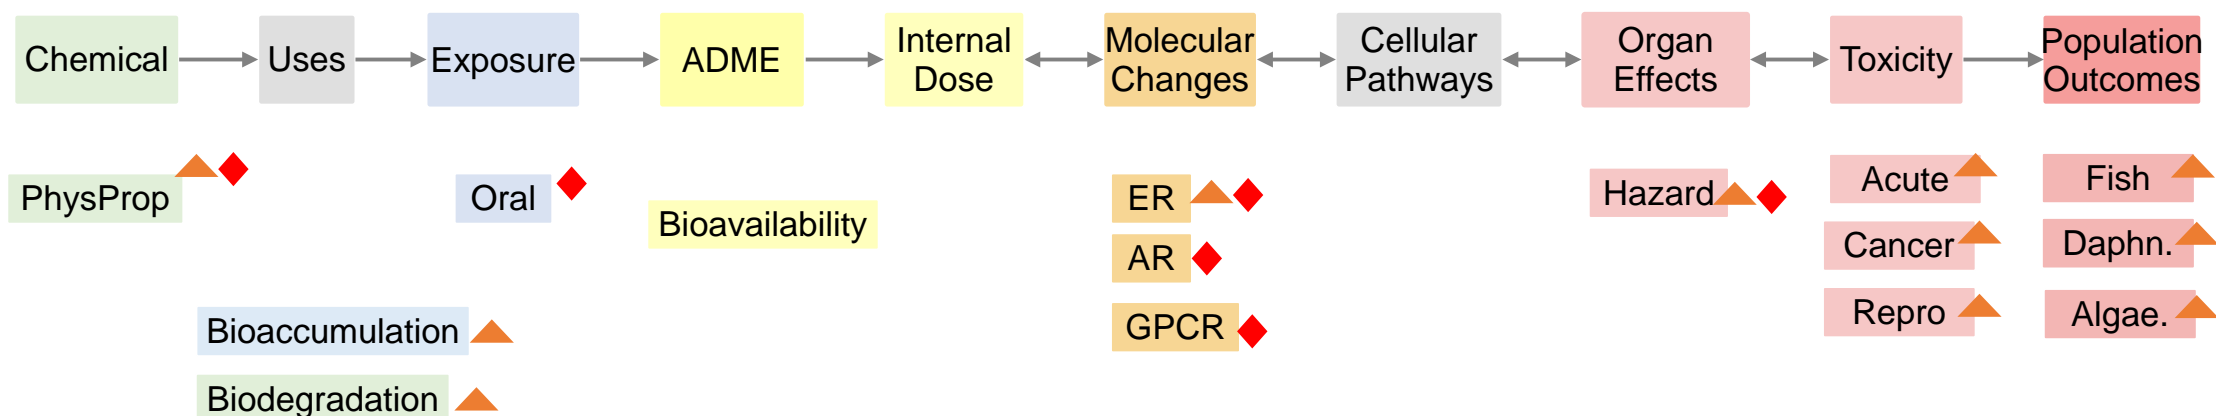 Chemical
Uses
Exposure
ADME
Internal
Dose
Molecular
Changes
Cellular
Pathways
Organ
Effects
Toxicity
Population
Outcomes
PhysProp
Oral
Bioavailability
ER
AR
GPCR
Hazard
Acute
Cancer
Repro
Fish
Daphn.
Algae.
Bioaccumulation
Biodegradation